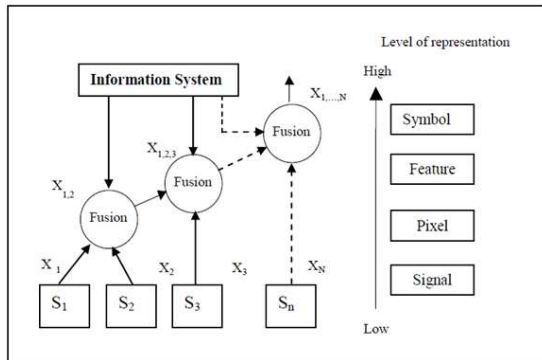 Level of representation
Information System
High
X1,...,N
Fusion
Symbol
X1,2,3
Fusion
Feature
X1,2
Fusion
Pixel
X 1
X2
X3
XN
Signal
S1
S2
S3
Sn
Low